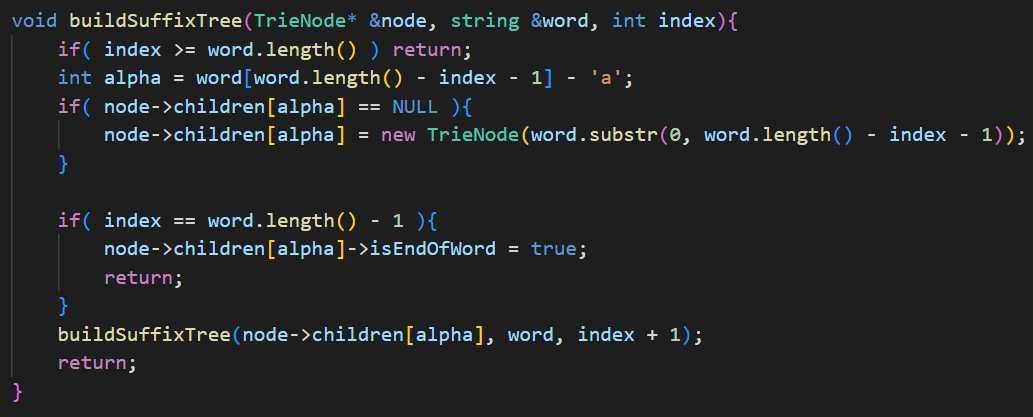 void buildSuffixTree(TrieNode* &node, string &word, int index){
    if( index >= word.length() ) return;
    int alpha = word[word.length() - index - 1] - 'a';
    if( node->children[alpha] == NULL ){
        node->children[alpha] = new TrieNode(word.substr(0, word.length() - index - 1));
    }

    if( index == word.length() - 1 ){
        node->children[alpha]->isEndOfWord = true;
        return;
    }
    buildSuffixTree(node->children[alpha], word, index + 1);
    return;
}